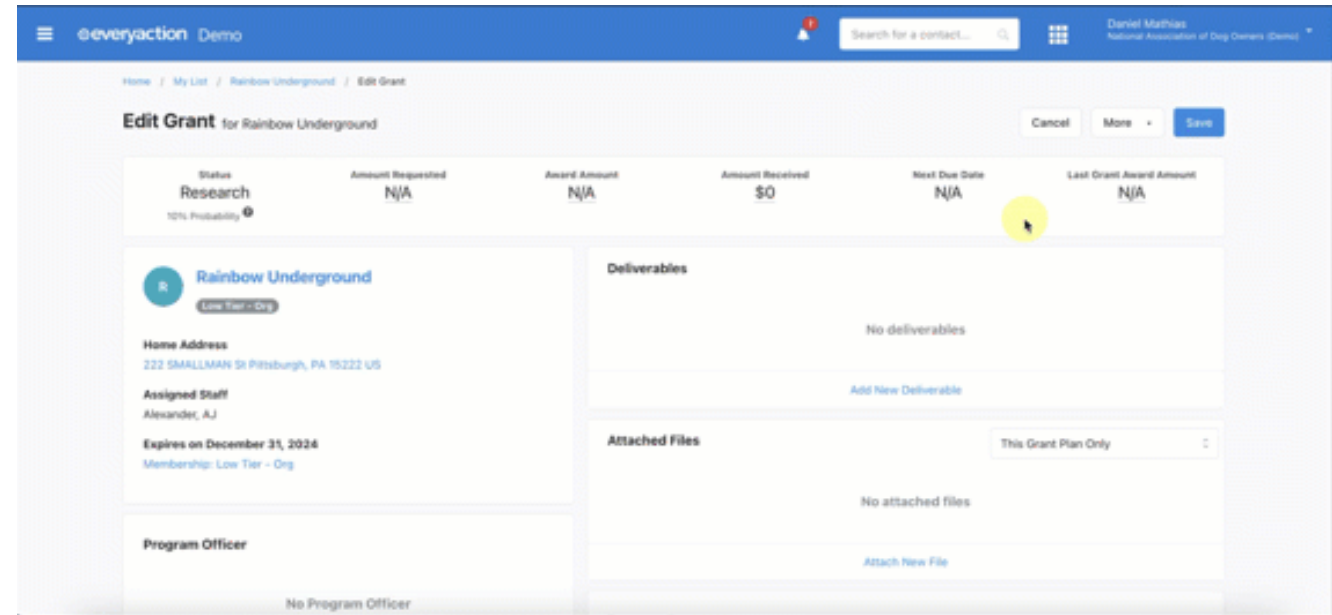 everyaction Demo
Search for a contact...
Daniel Mathias
National Association of Dog Owners (Demo)
Home / My List / Rainbow Underground / Edit Grant
Edit Grant for Rainbow Underground
Cancel
More
Save
Status
Research
10% Probability
Amount Requested
N/A
Award Amount
N/A
Amount Received
$0
Next Due Date
N/A
Last Grant Award Amount
N/A
R
Rainbow Underground
Low Tier - Org
Home Address
222 SMALLMAN St Pittsburgh, PA 15222 US
Assigned Staff
Alexander, AJ
Expires on December 31, 2024
Membership: Low Tier - Org
Program Officer
No Program Officer
Deliverables
No deliverables
Add New Deliverable
Attached Files
This Grant Plan Only
No attached files
Attach New File